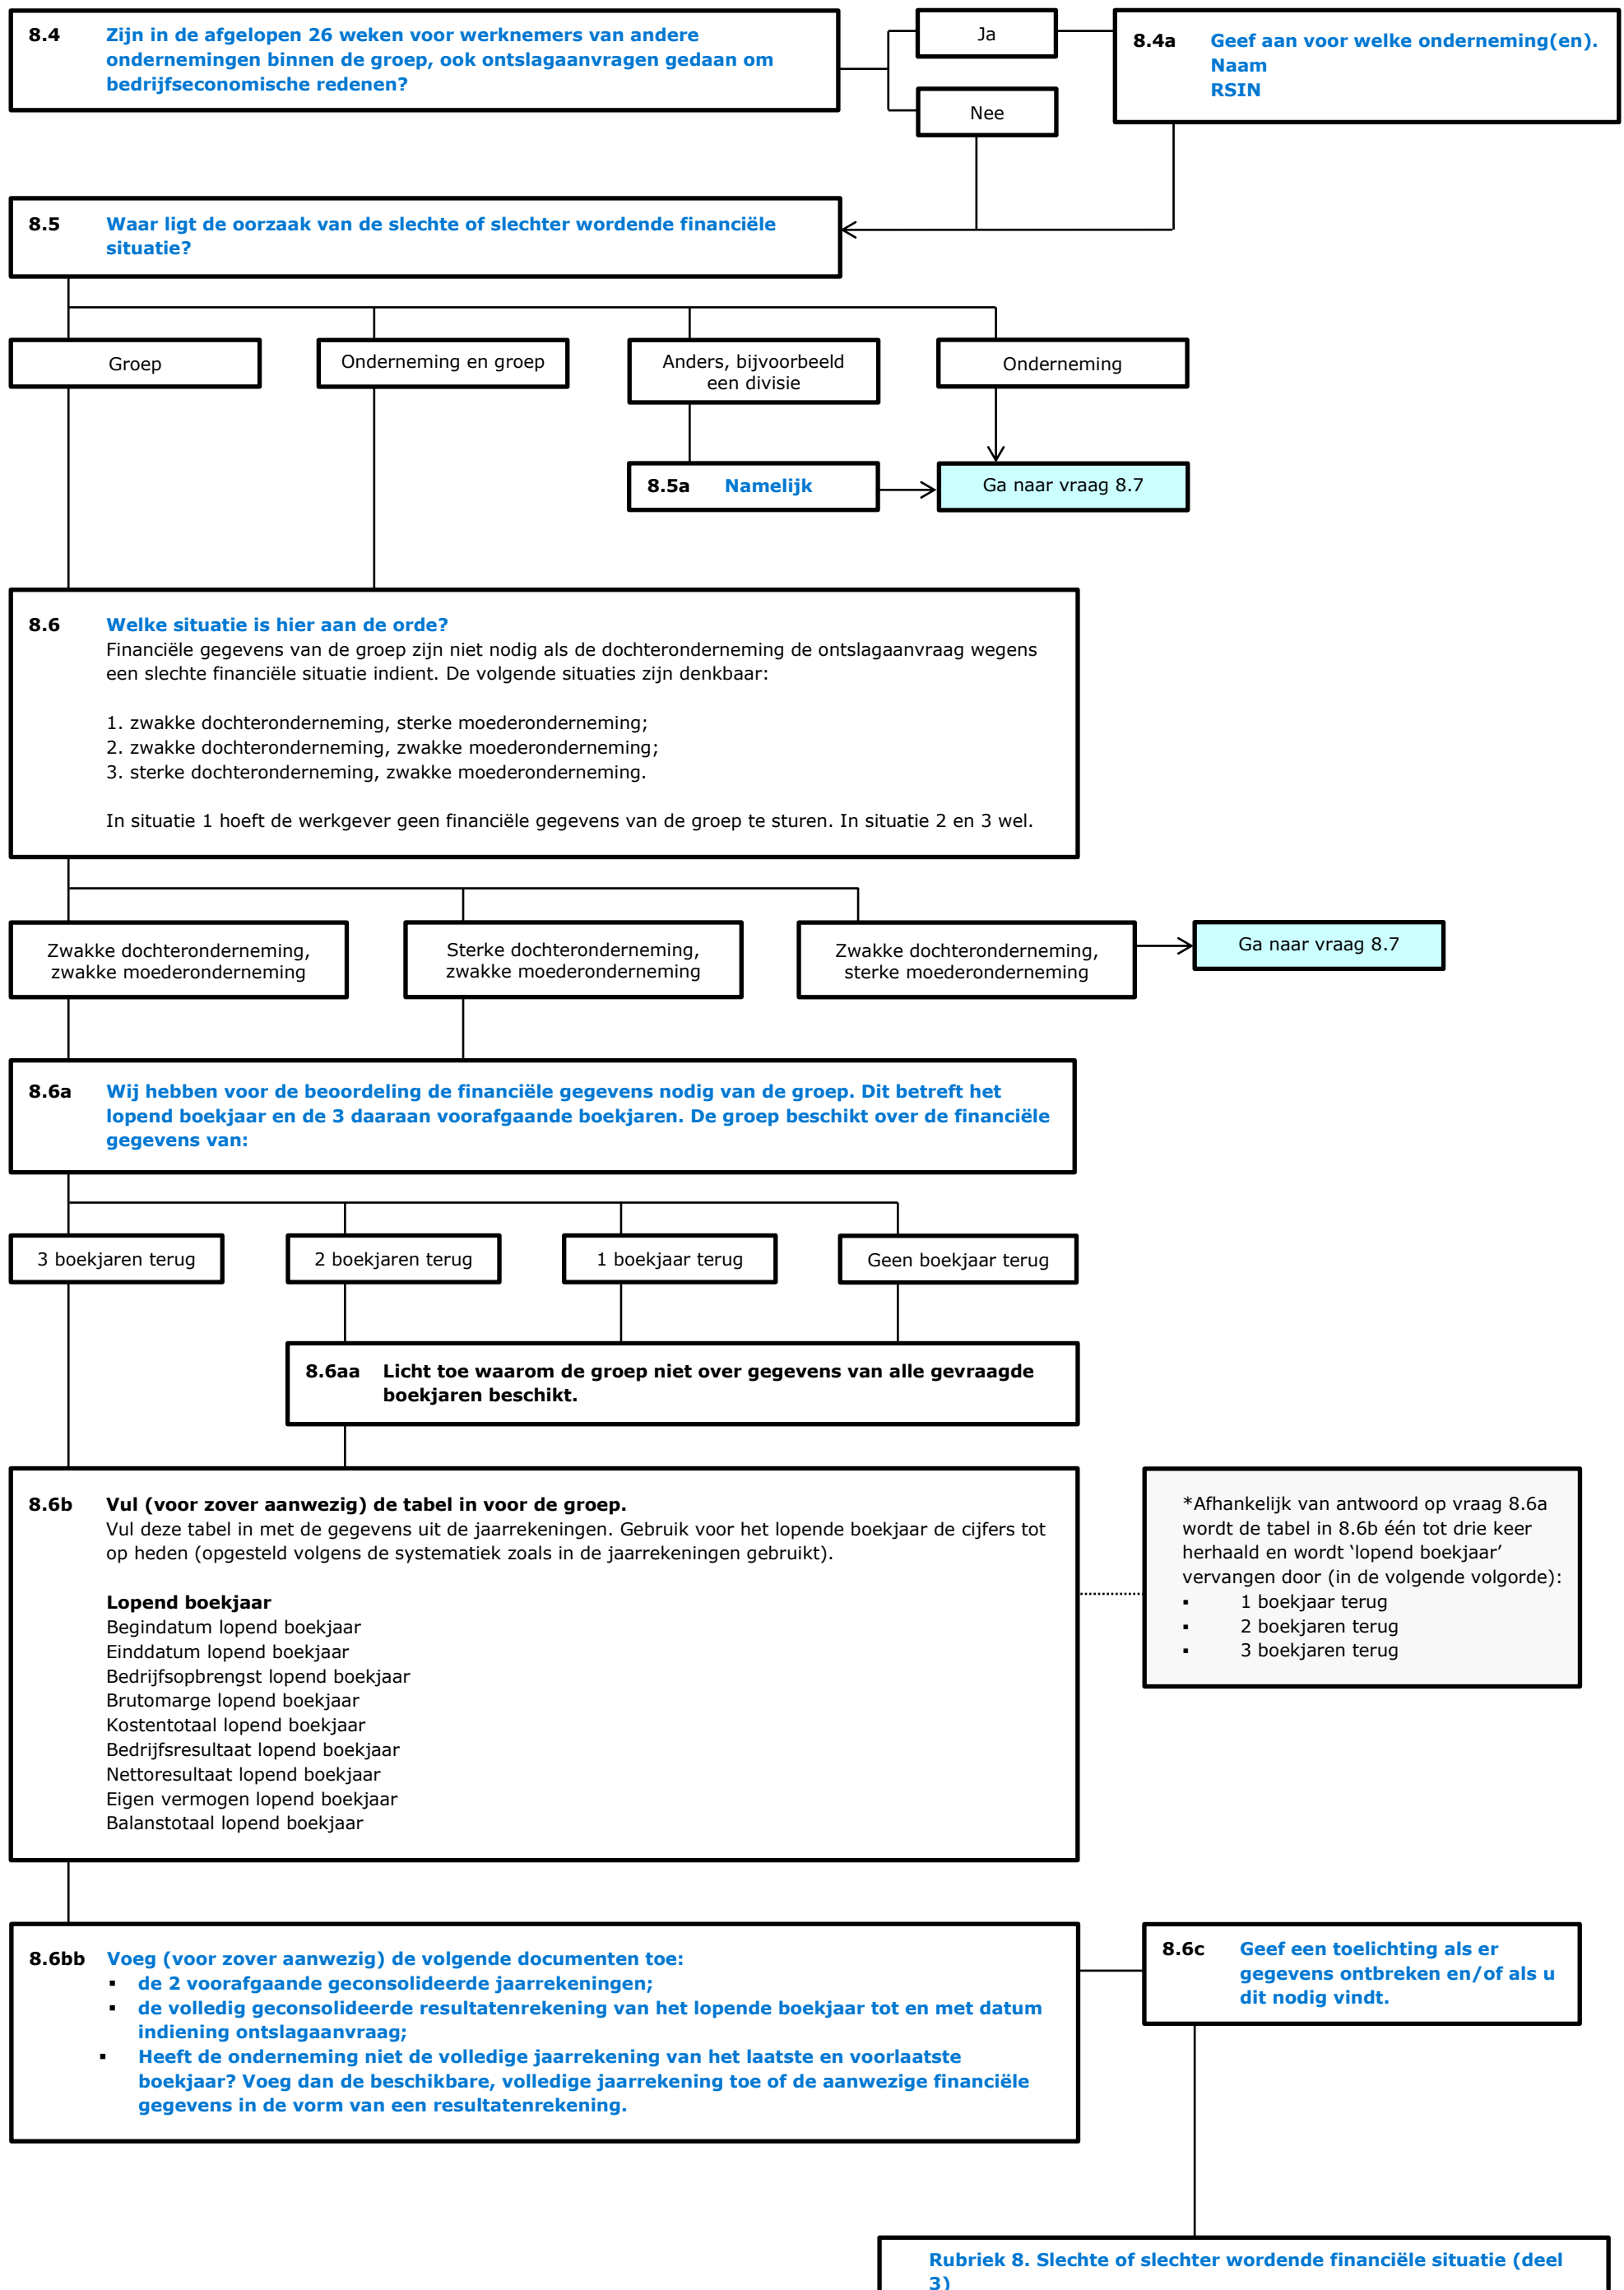 8.4 Zijn in de afgelopen 26 weken voor werknemers van andere
ondernemingen binnen de groep, ook ontslagaanvragen gedaan om
bedrijfseconomische redenen?
Ja
Nee
8.4a Geef aan voor welke onderneming(en).
Naam
RSIN
8.5 Waar ligt de oorzaak van de slechte of slechter wordende financiële
situatie?
Groep
Onderneming en groep
Anders, bijvoorbeeld
een divisie
Onderneming
8.5a Namelijk
Ga naar vraag 8.7
8.6 Welke situatie is hier aan de orde?
Financiële gegevens van de groep zijn niet nodig als de dochteronderneming de ontslagaanvraag wegens
een slechte financiële situatie indient. De volgende situaties zijn denkbaar:
1. zwakke dochteronderneming, sterke moederonderneming;
2. zwakke dochteronderneming, zwakke moederonderneming;
3. sterke dochteronderneming, zwakke moederonderneming.
In situatie 1 hoeft de werkgever geen financiële gegevens van de groep te sturen. In situatie 2 en 3 wel.
Zwakke dochteronderneming,
zwakke moederonderneming
Sterke dochteronderneming,
zwakke moederonderneming
Zwakke dochteronderneming,
sterke moederonderneming
Ga naar vraag 8.7
8.6a Wij hebben voor de beoordeling de financiële gegevens nodig van de groep. Dit betreft het
lopend boekjaar en de 3 daaraan voorafgaande boekjaren. De groep beschikt over de financiële
gegevens van:
3 boekjaren terug
2 boekjaren terug
1 boekjaar terug
Geen boekjaar terug
8.6aa Licht toe waarom de groep niet over gegevens van alle gevraagde
boekjaren beschikt.
8.6b Vul (voor zover aanwezig) de tabel in voor de groep.
Vul deze tabel in met de gegevens uit de jaarrekeningen. Gebruik voor het lopende boekjaar de cijfers tot
op heden (opgesteld volgens de systematiek zoals in de jaarrekeningen gebruikt).
Lopend boekjaar
Begindatum lopend boekjaar
Einddatum lopend boekjaar
Bedrijfsopbrengst lopend boekjaar
Brutomarge lopend boekjaar
Kostentotaal lopend boekjaar
Bedrijfsresultaat lopend boekjaar
Nettoresultaat lopend boekjaar
Eigen vermogen lopend boekjaar
Balanstotaal lopend boekjaar
*Afhankelijk van antwoord op vraag 8.6a
wordt de tabel in 8.6b één tot drie keer
herhaald en wordt ‘lopend boekjaar’
vervangen door (in de volgende volgorde):
▪ 1 boekjaar terug
▪ 2 boekjaren terug
▪ 3 boekjaren terug
8.6bb Voeg (voor zover aanwezig) de volgende documenten toe:
▪ de 2 voorafgaande geconsolideerde jaarrekeningen;
▪ de volledig geconsolideerde resultatenrekening van het lopende boekjaar tot en met datum
indiening ontslagaanvraag;
▪ Heeft de onderneming niet de volledige jaarrekening van het laatste en voorlaatste
boekjaar? Voeg dan de beschikbare, volledige jaarrekening toe of de aanwezige financiële
gegevens in de vorm van een resultatenrekening.
8.6c Geef een toelichting als er
gegevens ontbreken en/of als u
dit nodig vindt.
Rubriek 8. Slechte of slechter wordende financiële situatie (deel
3)